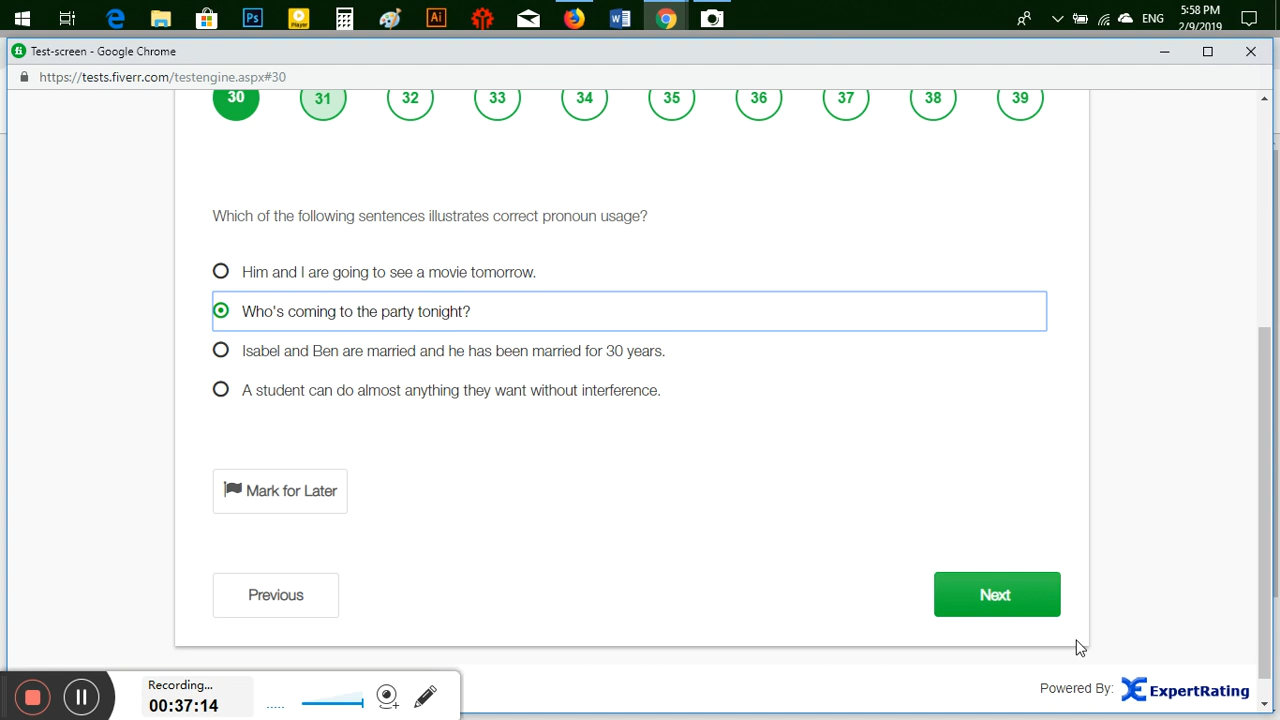 Ps
Player
Ai
W
ENG
5:58 PM
2/9/2019
fi Test-screen - Google Chrome
https://tests.fiverr.com/testengine.aspx#30
30 31 32 33 34 35 36 37 38 39
Which of the following sentences illustrates correct pronoun usage?
Him and I are going to see a movie tomorrow.
Who's coming to the party tonight?
Isabel and Ben are married and he has been married for 30 years.
A student can do almost anything they want without interference.
Mark for Later
Previous
Next
Recording...
00:37:14
Powered By: ExpertRating